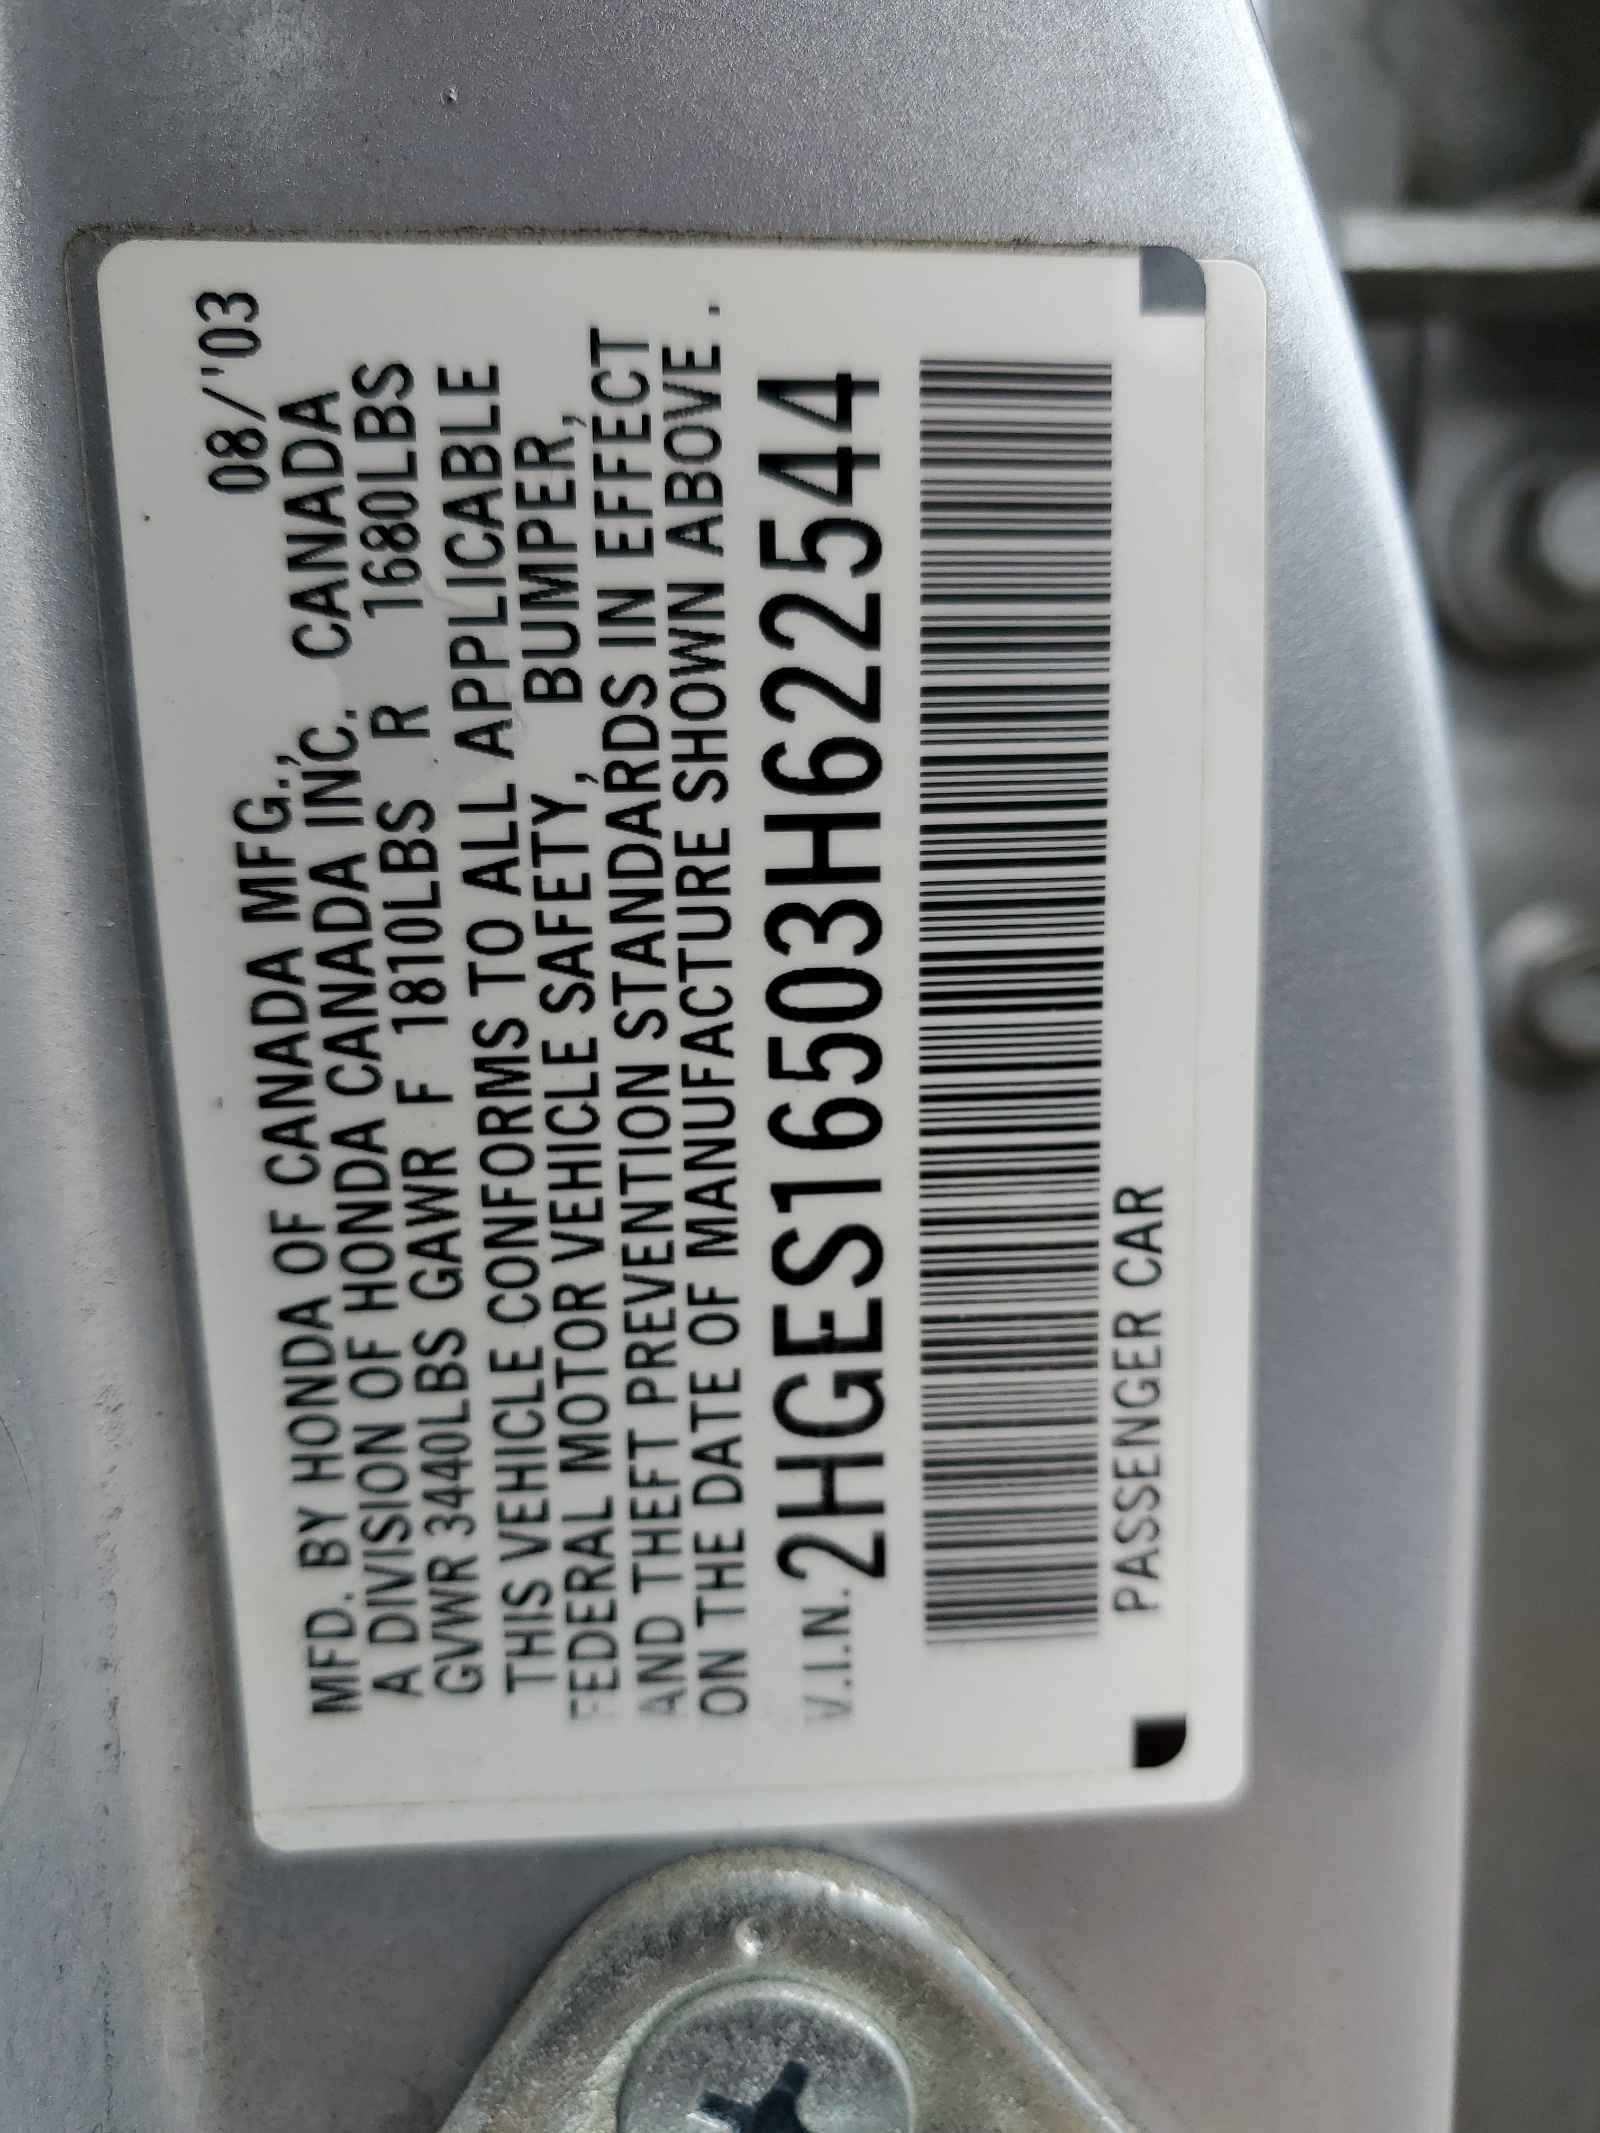 MFD. BY HONDA OF CANADA MFG., 08/'03
A DIVISION OF HONDA CANADA INC. CANADA
GVWR 3440LBS GAWR F 1810LBS R 1680LBS
THIS VEHICLE CONFORMS TO ALL APPLICABLE
FEDERAL MOTOR VEHICLE SAFETY, BUMPER,
AND THEFT PREVENTION STANDARDS IN EFFECT
ON THE DATE OF MANUFACTURE SHOWN ABOVE.
V.I.N. 2HGES16503H622544
PASSENGER CAR